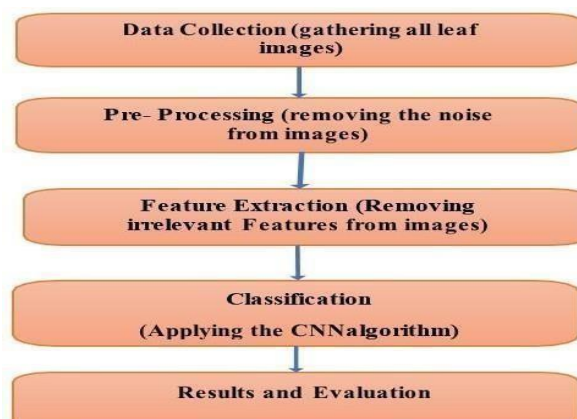 Data Collection (gathering all leaf
images)
Pre- Processing (removing the noise
from images)
Feature Extraction (Removing
irrelevant Features from images)
Classification
(Applying the CNNalgorithm)
Results and Evaluation